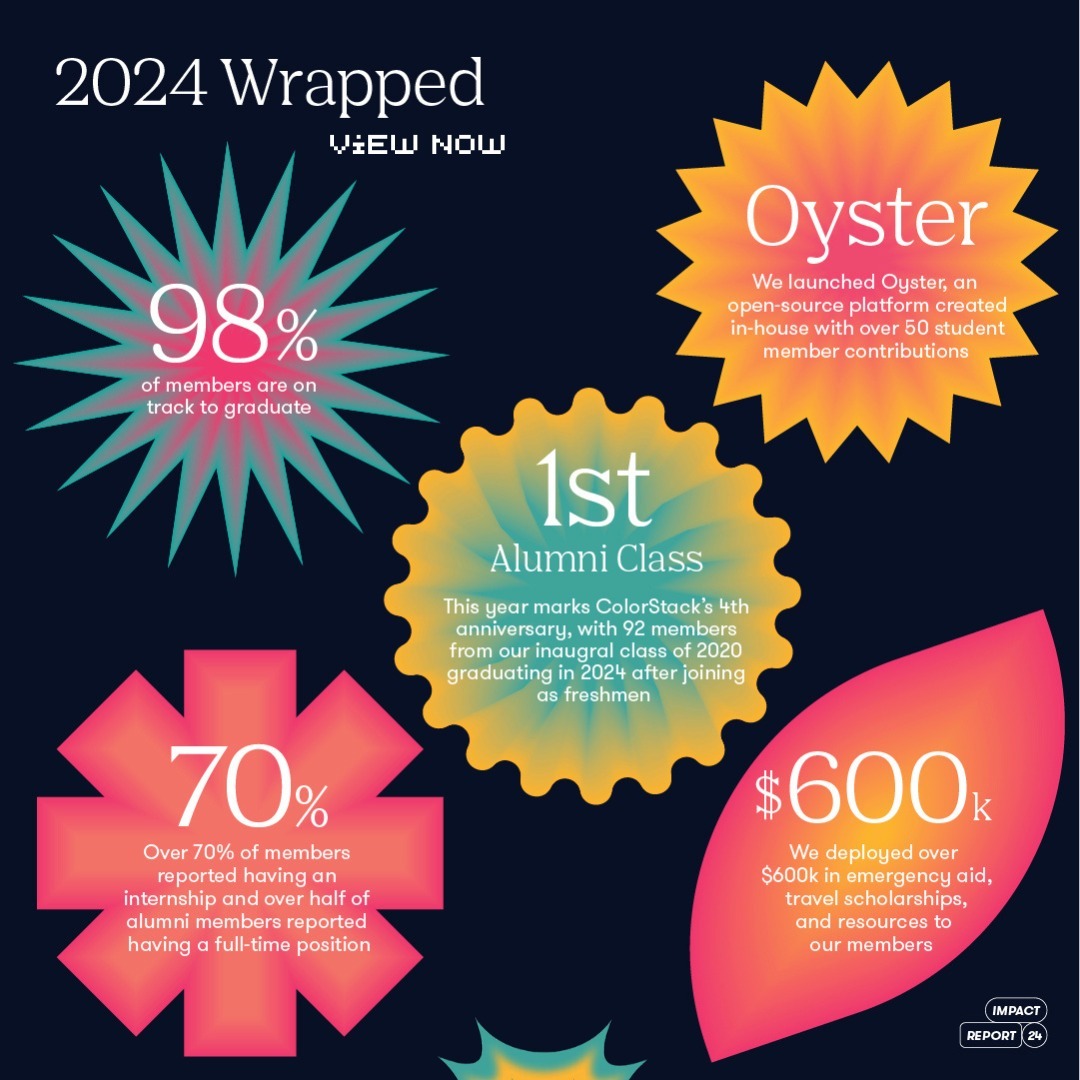 2024 Wrapped
ViEW NOW
98%
of members are on
track to graduate
Oyster
We launched Oyster, an
open-source platform created
in-house with over 50 student
member contributions
1st
Alumni Class
This year marks ColorStack's 4th
anniversary, with 92 members
from our inaugral class of 2020
graduating in 2024 after joining
as freshmen
70%
Over 70% of members
reported having an
internship and over half of
alumni members reported
having a full-time position
$600k
We deployed over
$600k in emergency aid,
travel scholarships,
and resources to
our members
IMPACT
REPORT 24